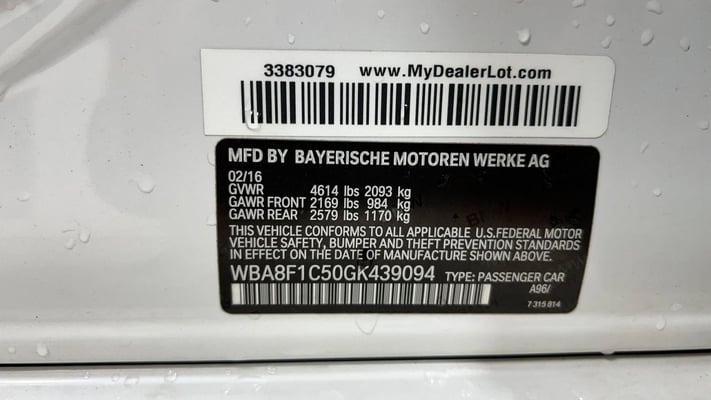 3383079 www.MyDealerLot.com
MFD BY BAYERISCHE MOTOREN WERKE AG
02/16
GVWR 4614 lbs 2093 kg
GAWR FRONT 2169 lbs 984 kg
GAWR REAR 2579 lbs 1170 kg
THIS VEHICLE CONFORMS TO ALL APPLICABLE U.S.FEDERAL MOTOR
VEHICLE SAFETY, BUMPER AND THEFT PREVENTION STANDARDS
IN EFFECT ON THE DATE OF MANUFACTURE SHOWN ABOVE.
WBA8F1C50GK439094 TYPE: PASSENGER CAR
A96/
7 315 814